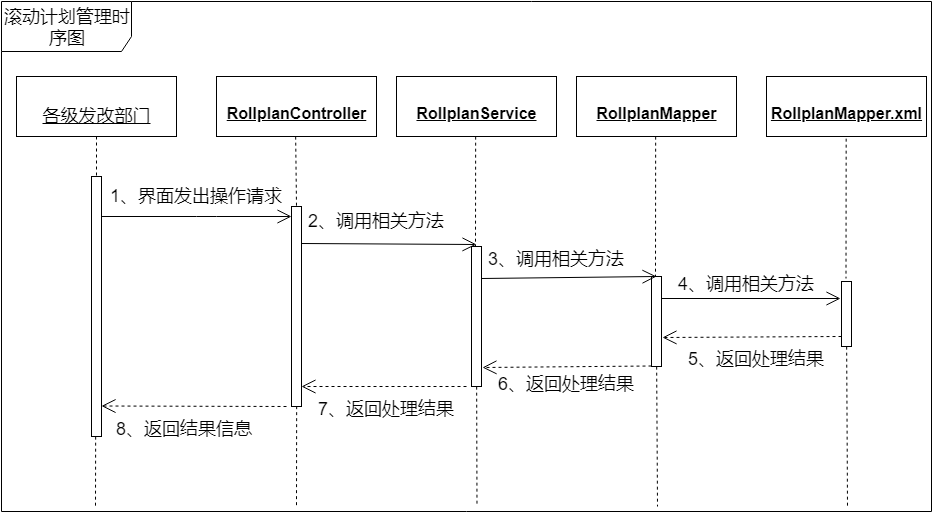 滚动计划管理时
序图
各级发改部门
RollplanController
RollplanService
RollplanMapper
RollplanMapper.xml
1、界面发出操作请求
2、调用相关方法
3、调用相关方法
4、调用相关方法
5、返回处理结果
6、返回处理结果
7、返回处理结果
8、返回结果信息